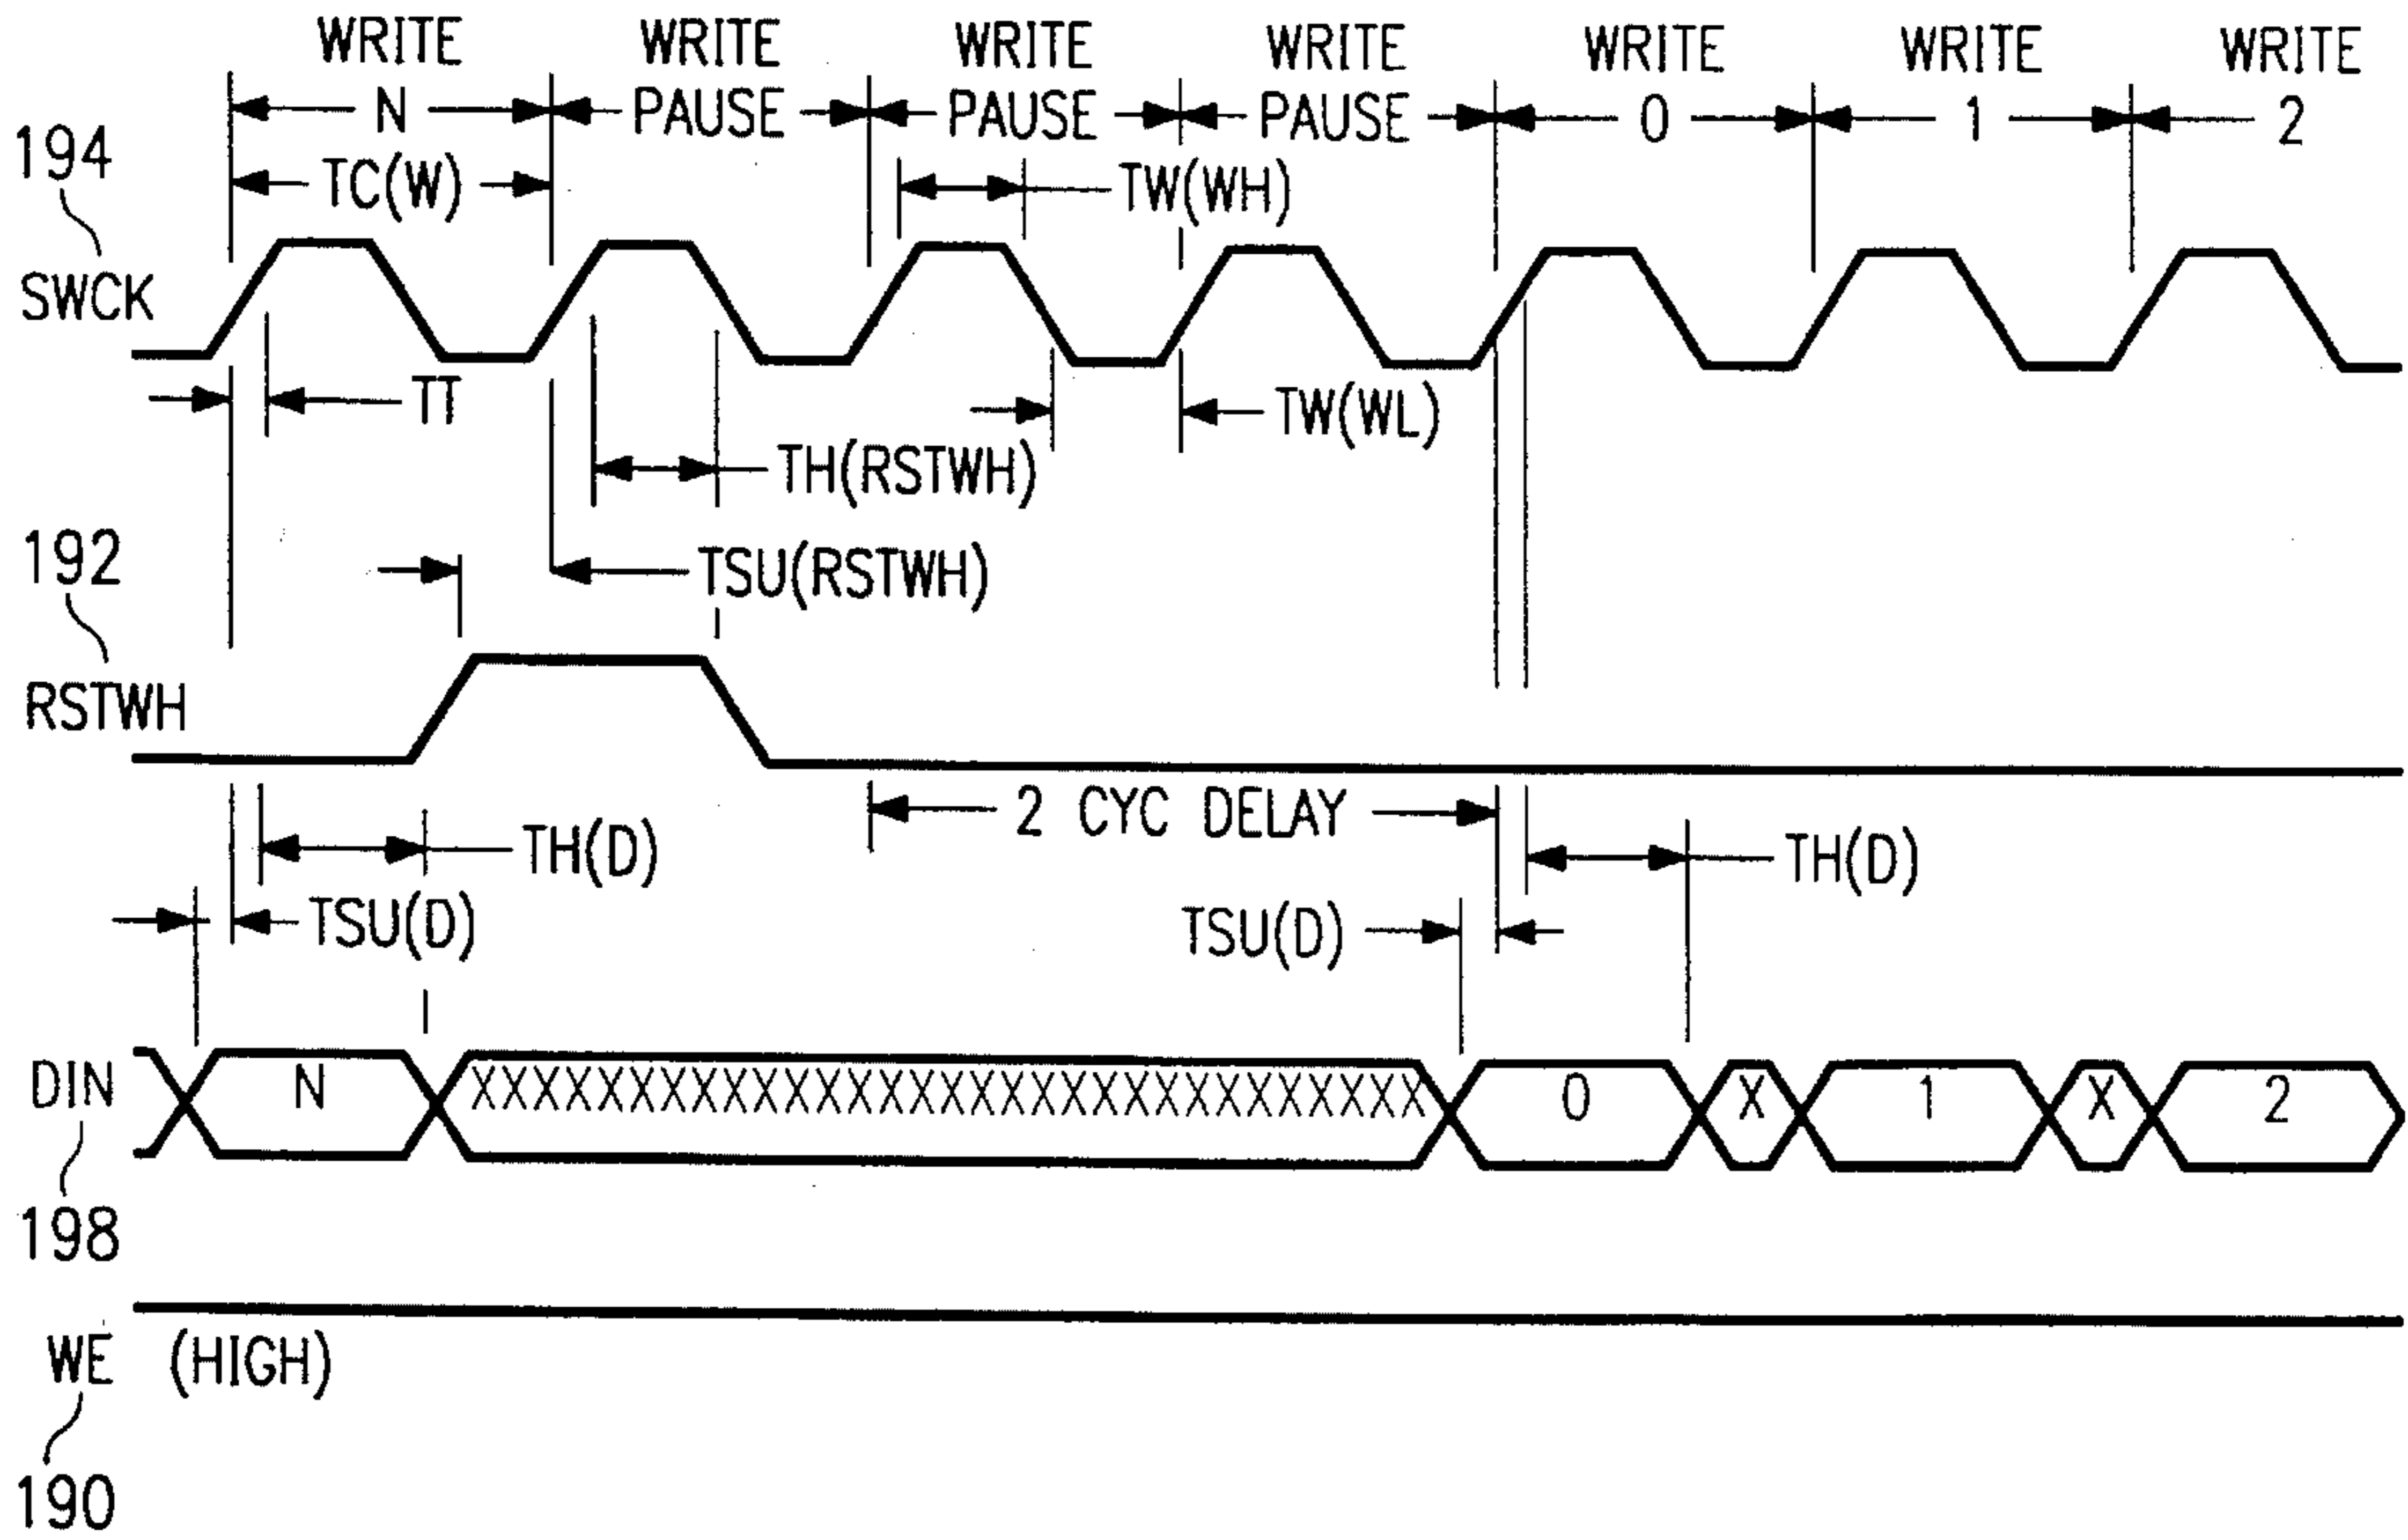 WRITE WRITE WRITE WRITE WRITE WRITE WRITE
N PAUSE PAUSE PAUSE 0 1 2
194
TC(W) TW(WH)
SWCK
TT TW(WL)
TH(RSTWH)
192
TSU(RSTWH)
RSTWH
2 CYC DELAY
TH(D) TH(D)
TSU(D) TSU(D)
DIN N XXXXXXXXXXXXXXXXXXXXXXXXXXXXXXX 0 X 1 X 2
198
WE (HIGH)
190